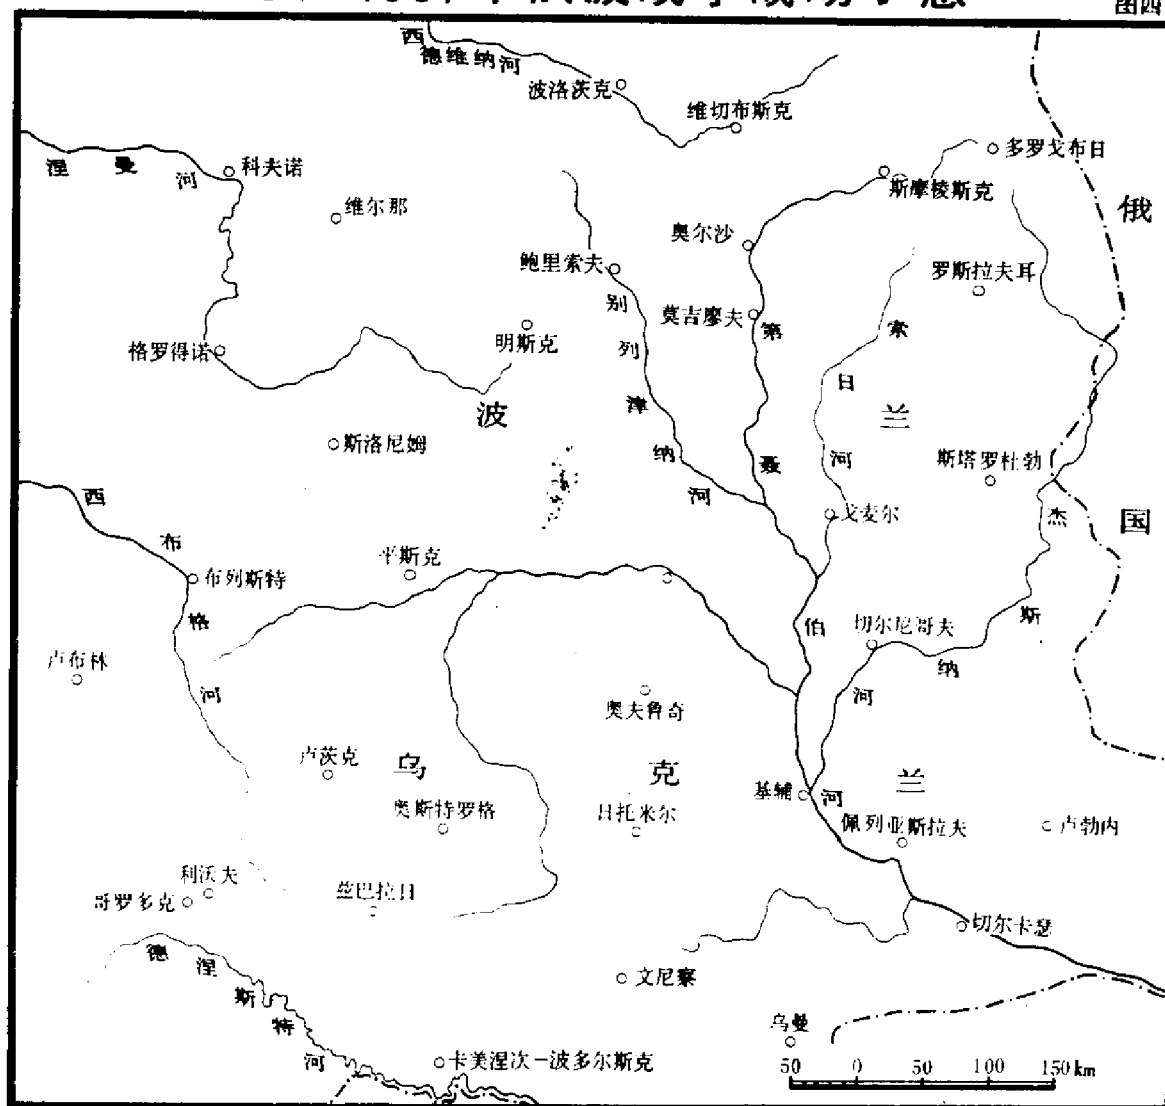 图四
西
德维纳河
波洛茨克
维切布斯克
多罗戈布日
涅曼河
科夫诺
斯摩棱斯克
维尔那
俄国
奥尔沙
鲍里索夫
罗斯拉夫耳
别列津纳河
莫吉廖夫
第聂伯河
索日河
明斯克
格罗得诺
波兰
斯洛尼姆
斯塔罗杜勃
西布格河
戈麦尔
杰斯纳河
平斯克
布列斯特
切尔尼哥夫
卢布林
奥夫鲁奇
卢茨克
乌克兰
基辅
奥斯特罗格
日托米尔
佩列亚斯拉夫
卢勃内
利沃夫
哥罗多克
兹巴拉日
切尔卡瑟
德涅斯特河
文尼察
乌曼
卡美涅次-波多尔斯克
50 0 50 100 150 km